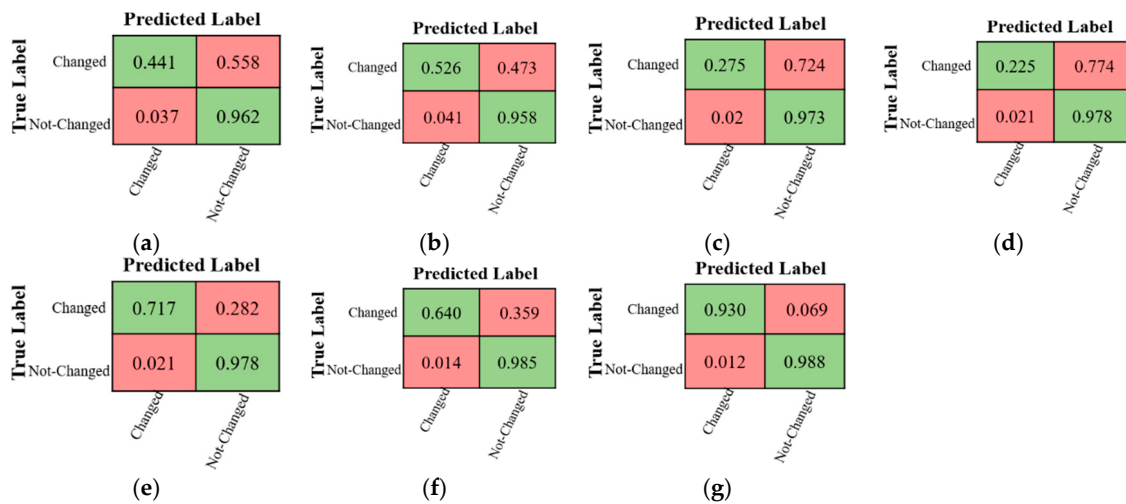 Predicted Label
True Label
Changed 0.441 0.558
Not-Changed 0.037 0.962
Changed
Not-Changed
(a)
Predicted Label
True Label
Changed 0.526 0.473
Not-Changed 0.041 0.958
Changed
Not-Changed
(b)
Predicted Label
True Label
Changed 0.275 0.724
Not-Changed 0.02 0.973
Changed
Not-Changed
(c)
Predicted Label
True Label
Changed 0.225 0.774
Not-Changed 0.021 0.978
Changed
Not-Changed
(d)
Predicted Label
True Label
Changed 0.717 0.282
Not-Changed 0.021 0.978
Changed
Not-Changed
(e)
Predicted Label
True Label
Changed 0.640 0.359
Not-Changed 0.014 0.985
Changed
Not-Changed
(f)
Predicted Label
True Label
Changed 0.930 0.069
Not-Changed 0.012 0.988
Changed
Not-Changed
(g)